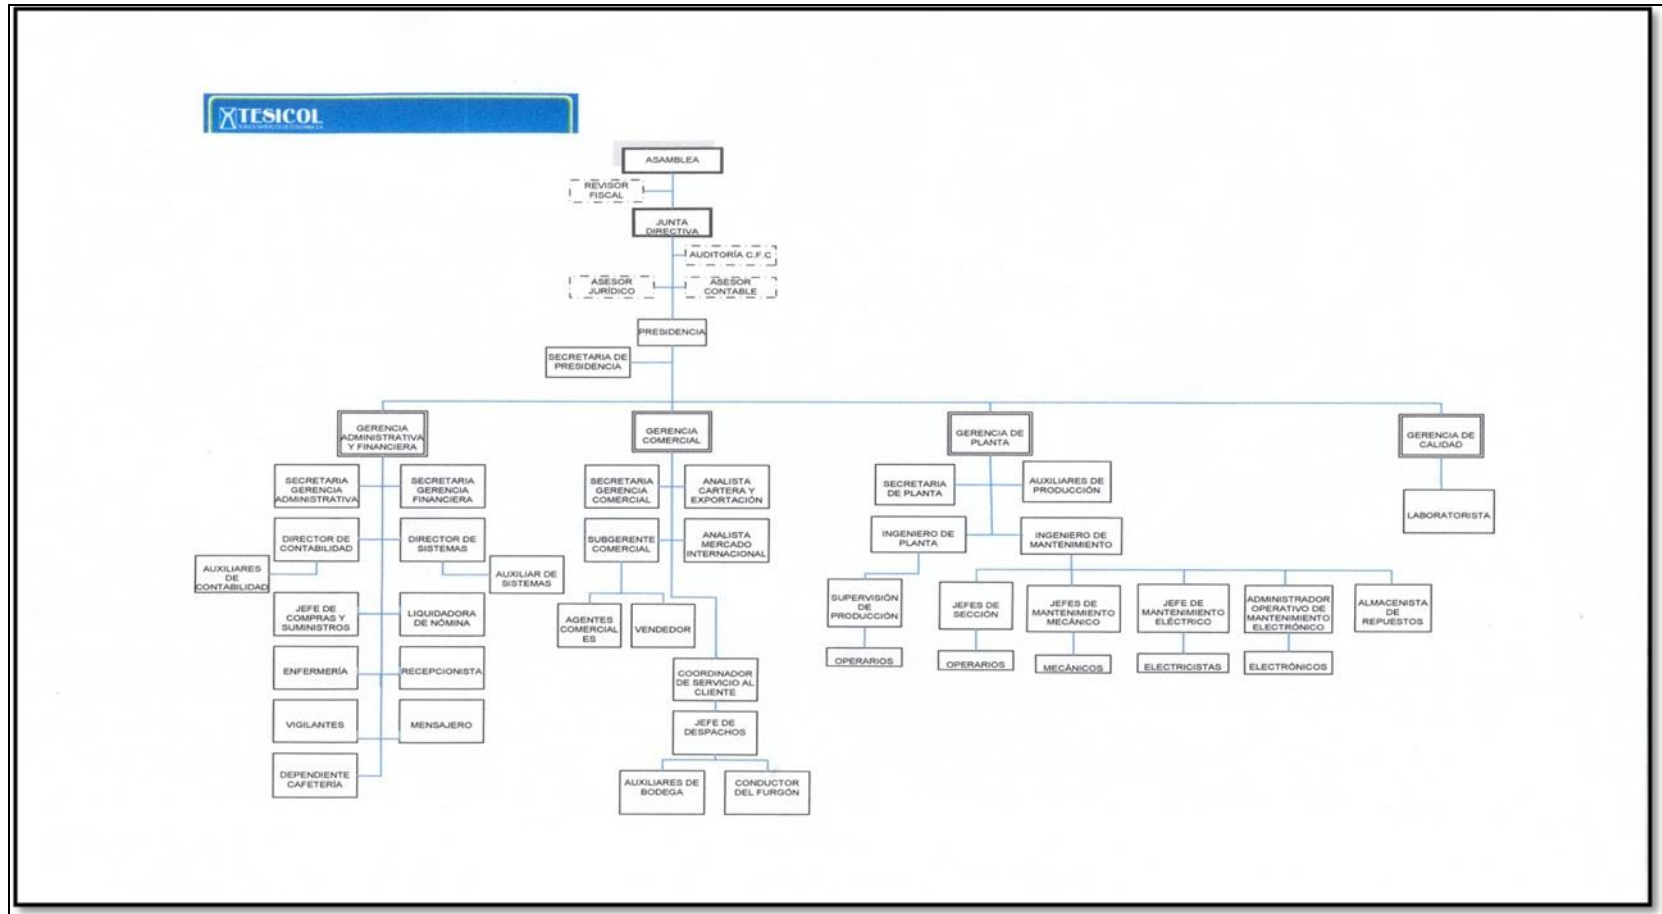 TESICOL
ASAMBLEA
REVISOR
FISCAL
JUNTA
DIRECTIVA
AUDITORÍA C.F.C
ASESOR
JURÍDICO
ASESOR
CONTABLE
PRESIDENCIA
SECRETARIA DE
PRESIDENCIA
GERENCIA
ADMINISTRATIVA
Y FINANCIERA
GERENCIA
COMERCIAL
GERENCIA DE
PLANTA
GERENCIA DE
CALIDAD
SECRETARIA
GERENCIA
ADMINISTRATIVA
SECRETARIA
GERENCIA
FINANCIERA
DIRECTOR DE
CONTABILIDAD
DIRECTOR DE
SISTEMAS
AUXILIARES
DE
CONTABILIDAD
AUXILIAR DE
SISTEMAS
JEFE DE
COMPRAS Y
SUMINISTROS
LIQUIDADORA
DE NÓMINA
ENFERMERÍA
RECEPCIONISTA
VIGILANTES
MENSAJERO
DEPENDIENTE
CAFETERÍA
SECRETARIA
GERENCIA
COMERCIAL
ANALISTA
CARTERA Y
EXPORTACIÓN
SUBGERENTE
COMERCIAL
ANALISTA
MERCADO
INTERNACIONAL
AGENTES
COMERCIAL
ES
VENDEDOR
COORDINADOR
DE SERVICIO AL
CLIENTE
JEFE DE
DESPACHOS
AUXILIARES DE
BODEGA
CONDUCTOR
DEL FURGÓN
SECRETARIA
DE PLANTA
AUXILIARES DE
PRODUCCIÓN
INGENIERO DE
PLANTA
INGENIERO DE
MANTENIMIENTO
SUPERVISIÓN
DE
PRODUCCIÓN
JEFES DE
SECCIÓN
JEFES DE
MANTENIMIENTO
MECÁNICO
JEFE DE
MANTENIMIENTO
ELÉCTRICO
ADMINISTRADOR
OPERATIVO DE
MANTENIMIENTO
ELECTRÓNICO
ALMACENISTA
DE
REPUESTOS
OPERARIOS
OPERARIOS
MECÁNICOS
ELECTRICISTAS
ELECTRÓNICOS
LABORATORISTA